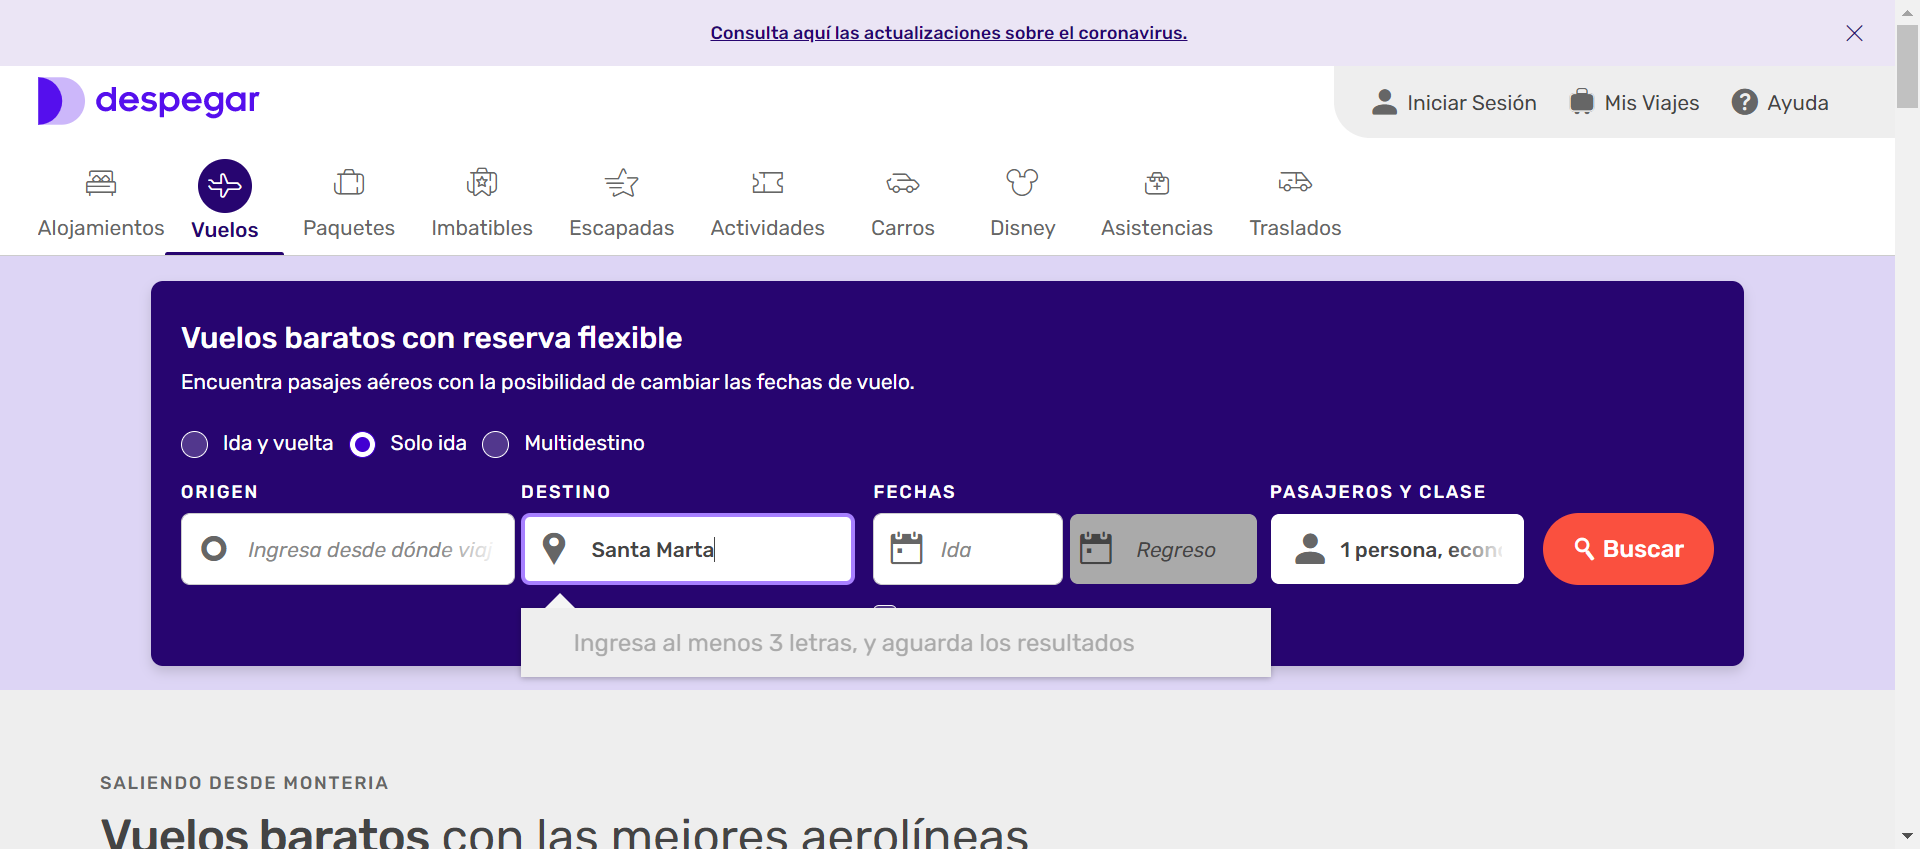 Consulta aquí las actualizaciones sobre el coronavirus.
despegar
Iniciar Sesión
Mis Viajes
Ayuda
Alojamientos
Vuelos
Paquetes
Imbatibles
Escapadas
Actividades
Carros
Disney
Asistencias
Traslados
Vuelos baratos con reserva flexible
Encuentra pasajes aéreos con la posibilidad de cambiar las fechas de vuelo.
Ida y vuelta
Solo ida
Multidestino
ORIGEN
DESTINO
FECHAS
PASAJEROS Y CLASE
Ingresa desde dónde viaj
Santa Marta
Ida
Regreso
1 persona, econ
Buscar
Ingresa al menos 3 letras, y aguarda los resultados
SALIENDO DESDE MONTERIA
Vuelos baratos con las mejores aerolíneas